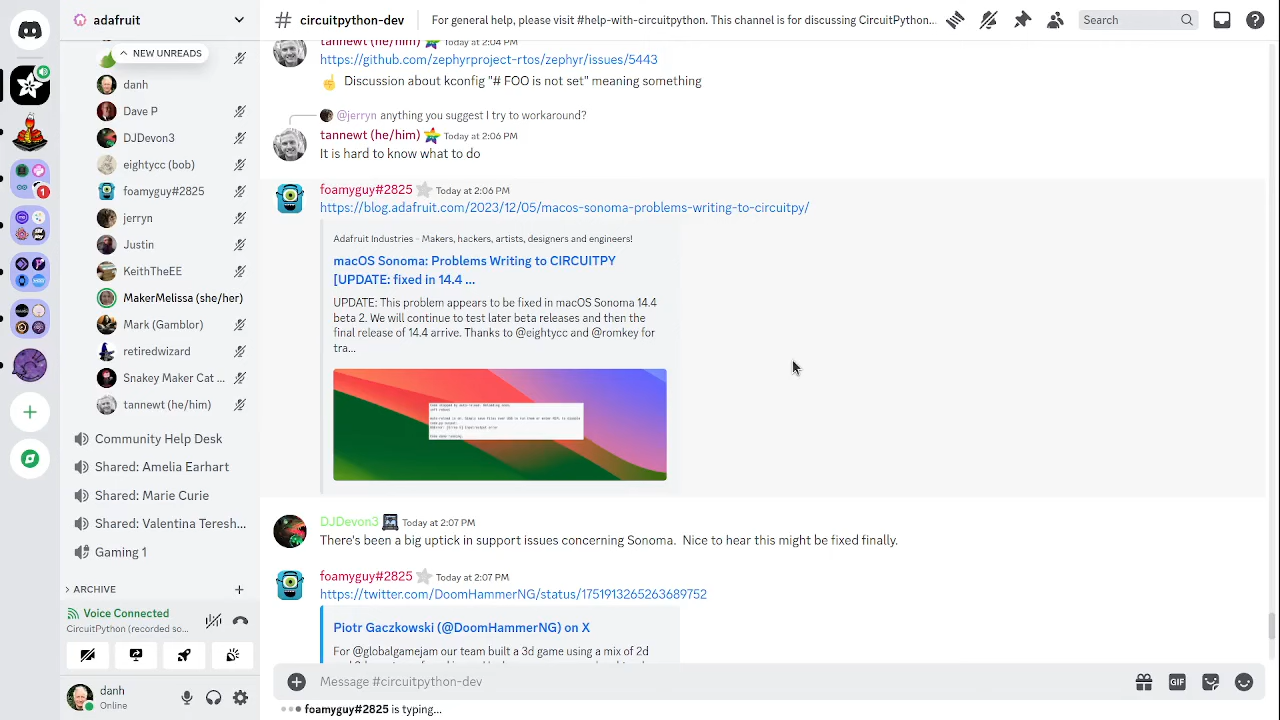 adafruit
# circuitpython-dev
For general help, please visit #help-with-circuitpython. This channel is for discussing CircuitPython...
Search
NEW UNREADS
danh
Dave P
DJDevon3
eightycc (bob)
foamyguy#2825
jerryn
Justin
KeithTheEE
MakerMelissa (she/her)
Mark (Gamblor)
retiredwizard
Snakey Maker Cat ...
tannewt (he/him)
Community Help Desk
Shared: Amelia Earhart
Shared: Marie Curie
Shared: Valentina Teresh...
Gaming 1
ARCHIVE
Voice Connected
CircuitPython (recorded so...
danh
Online
1
tannewt (he/him) Today at 2:04 PM
https://github.com/zephyrproject-rtos/zephyr/issues/5443
Discussion about kconfig "# FOO is not set" meaning something
@jerryn anything you suggest I try to workaround?
tannewt (he/him) Today at 2:06 PM
It is hard to know what to do
foamyguy#2825 Today at 2:06 PM
https://blog.adafruit.com/2023/12/05/macos-sonoma-problems-writing-to-circuitpy/
Adafruit Industries - Makers, hackers, artists, designers and engineers!
macOS Sonoma: Problems Writing to CIRCUITPY
[UPDATE: fixed in 14.4 ...
UPDATE: This problem appears to be fixed in macOS Sonoma 14.4
beta 2. We will continue to test later beta releases and then the
final release of 14.4 arrive. Thanks to @eightycc and @romkey for
tra...
DJDevon3 Today at 2:07 PM
There's been a big uptick in support issues concerning Sonoma. Nice to hear this might be fixed finally.
foamyguy#2825 Today at 2:07 PM
https://twitter.com/DoomHammerNG/status/1751913265263689752
Piotr Gaczkowski (@DoomHammerNG) on X
For @globalgamejam our team built a 3d game using a mix of 2d
Message #circuitpython-dev
GIF
foamyguy#2825 is typing...